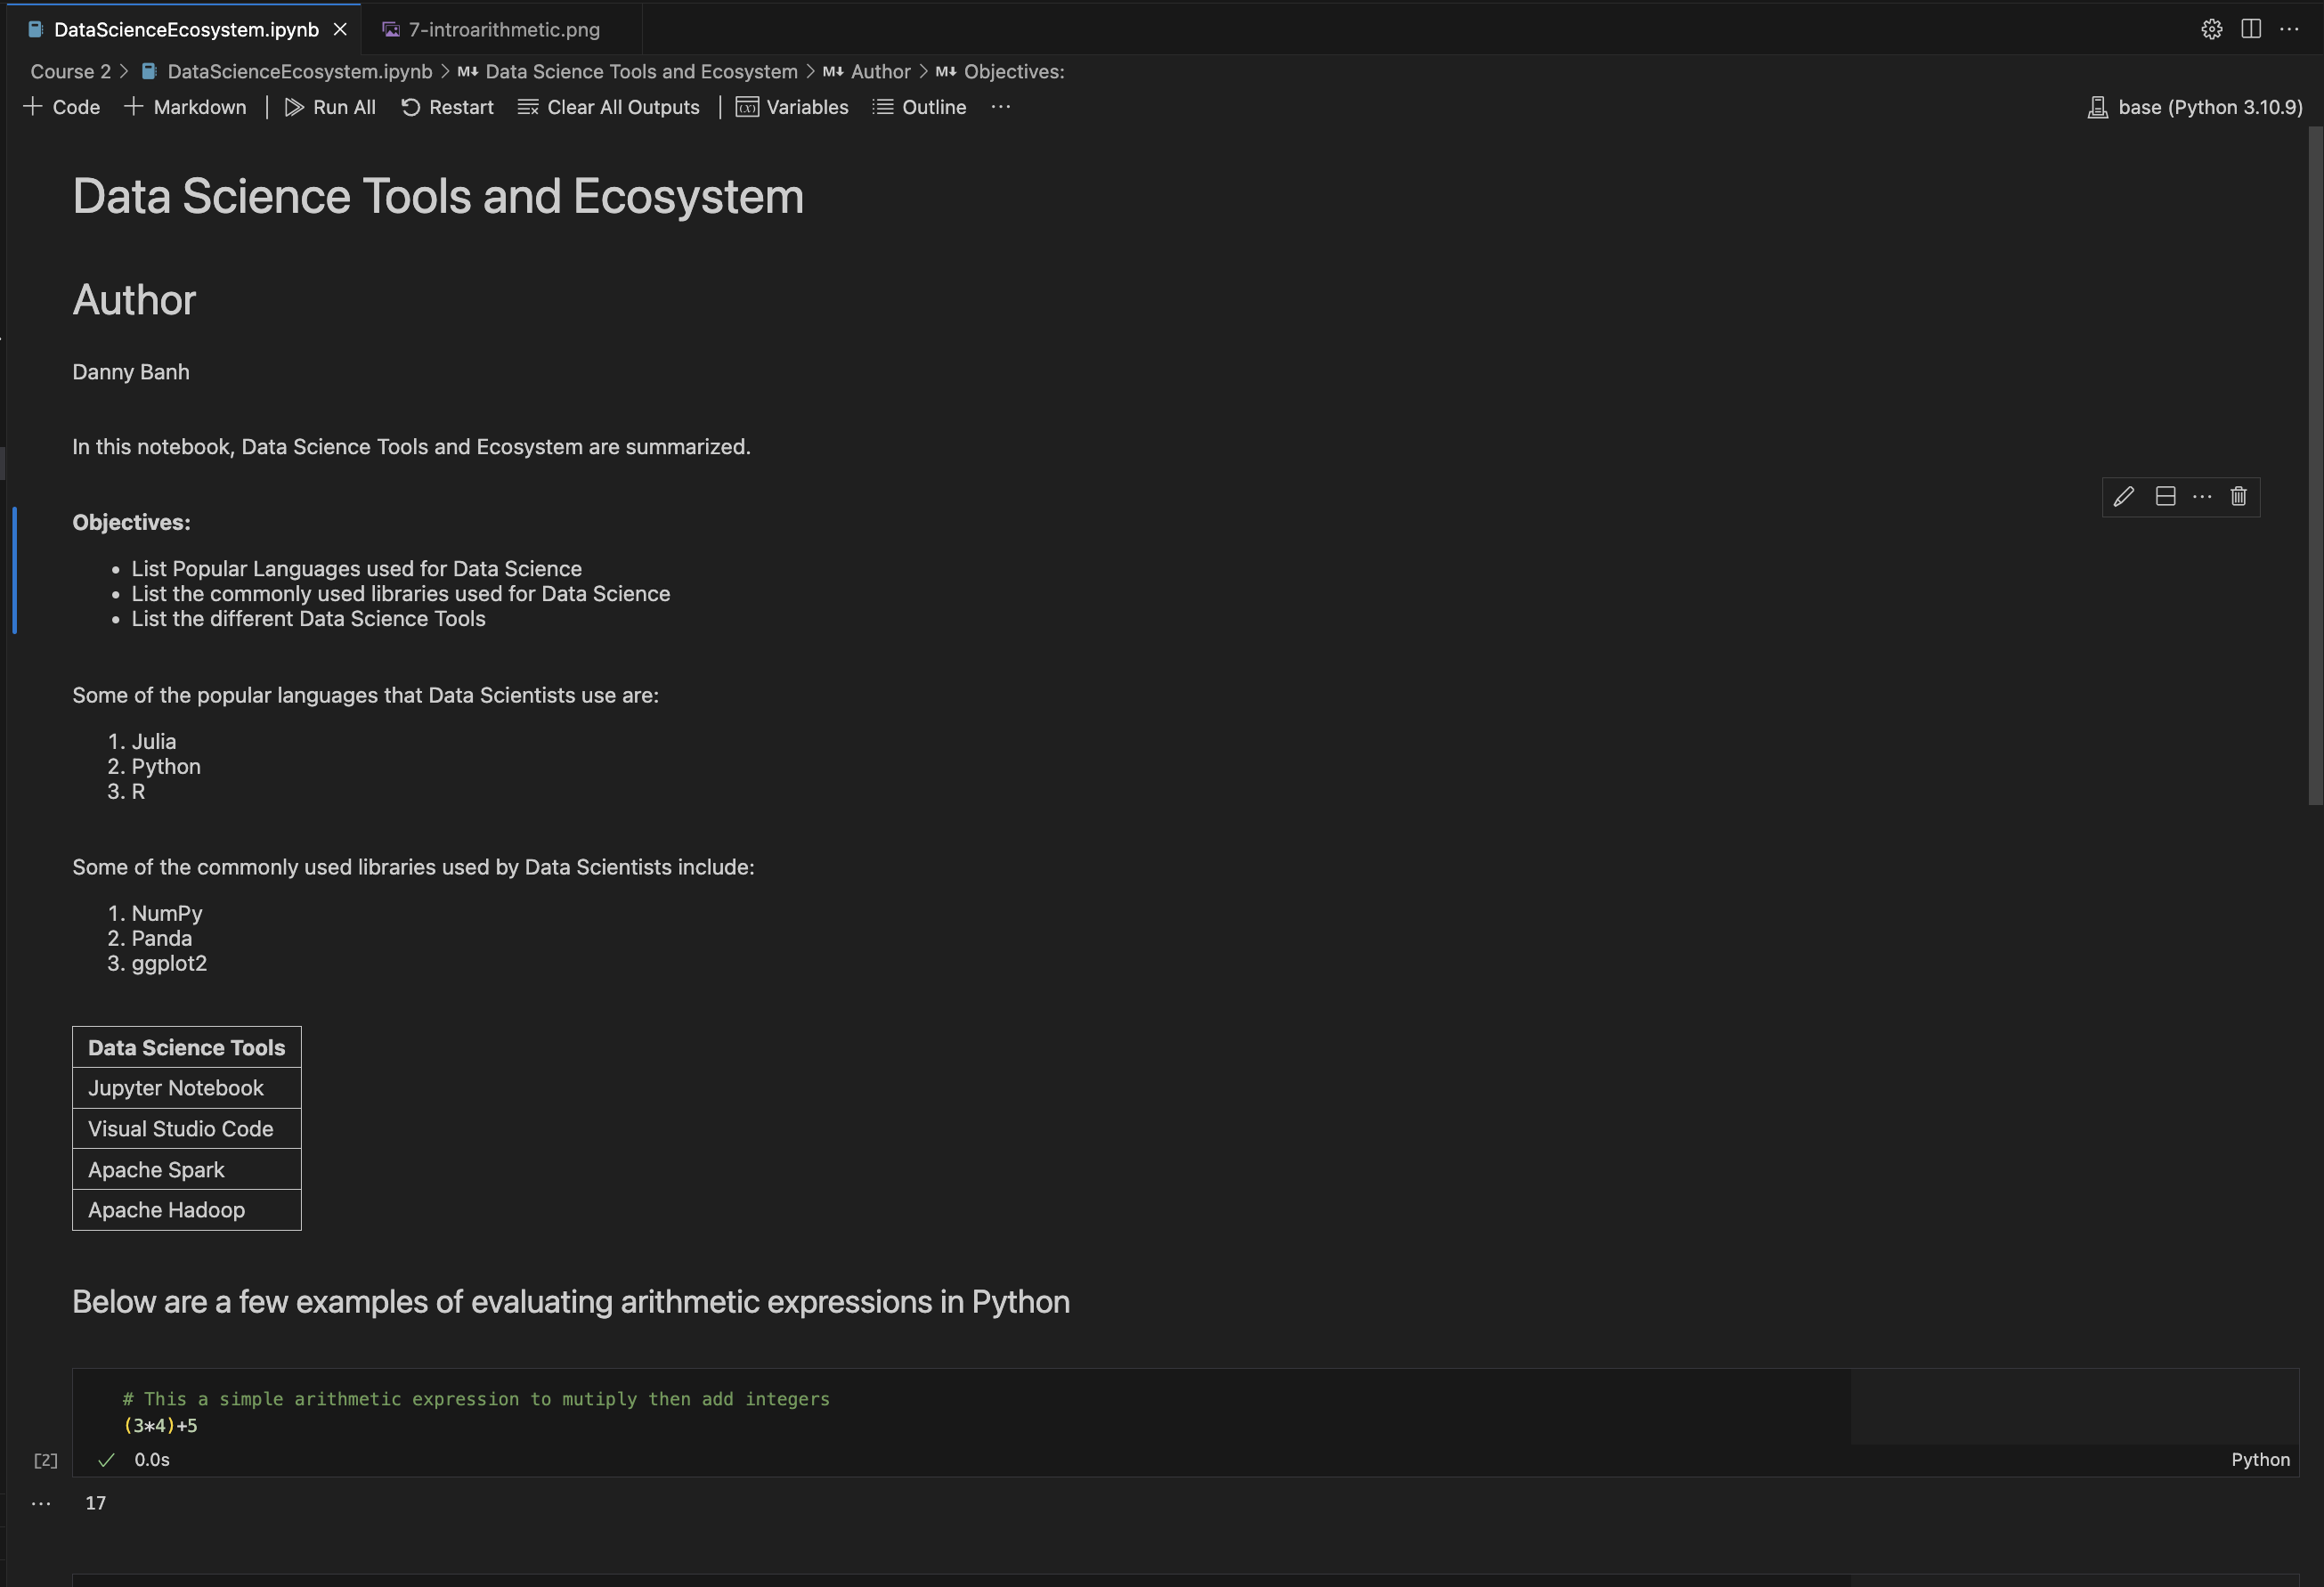 DataScienceEcosystem.ipynb
7-introarithmetic.png
Course 2 > DataScienceEcosystem.ipynb > M↓ Data Science Tools and Ecosystem > M↓ Author > M↓ Objectives:
+ Code + Markdown | Run All Restart Clear All Outputs | Variables Outline ···
base (Python 3.10.9)
Data Science Tools and Ecosystem
Author
Danny Banh
In this notebook, Data Science Tools and Ecosystem are summarized.
Objectives:
• List Popular Languages used for Data Science
• List the commonly used libraries used for Data Science
• List the different Data Science Tools
Some of the popular languages that Data Scientists use are:
1. Julia
2. Python
3. R
Some of the commonly used libraries used by Data Scientists include:
1. NumPy
2. Panda
3. ggplot2
Data Science Tools
Jupyter Notebook
Visual Studio Code
Apache Spark
Apache Hadoop
Below are a few examples of evaluating arithmetic expressions in Python
# This a simple arithmetic expression to mutiply then add integers
(3*4)+5
[2] ✓ 0.0s
Python
··· 17